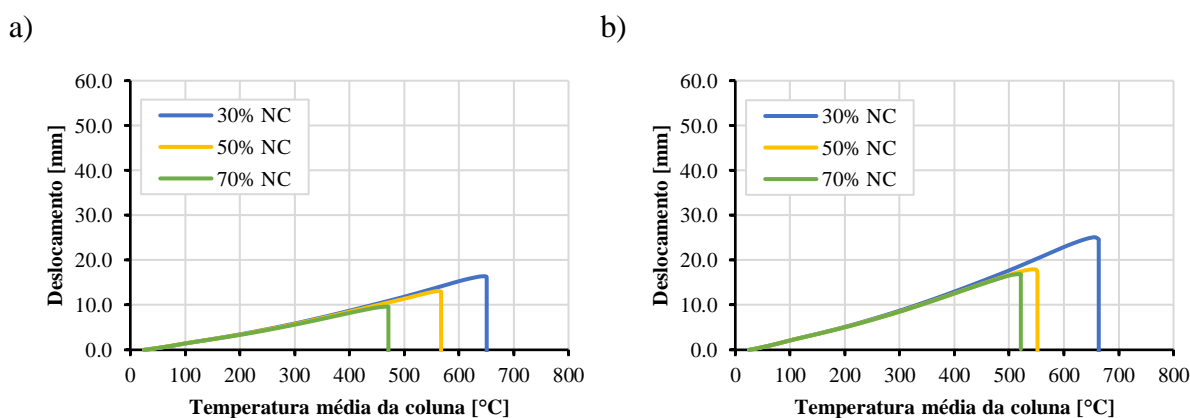 a)
60.0
50.0
40.0
30.0
20.0
10.0
0.0
Deslocamento [mm]
30% NC
50% NC
70% NC
0 100 200 300 400 500 600 700 800
Temperatura média da coluna [°C]
b)
60.0
50.0
40.0
30.0
20.0
10.0
0.0
Deslocamento [mm]
30% NC
50% NC
70% NC
0 100 200 300 400 500 600 700 800
Temperatura média da coluna [°C]